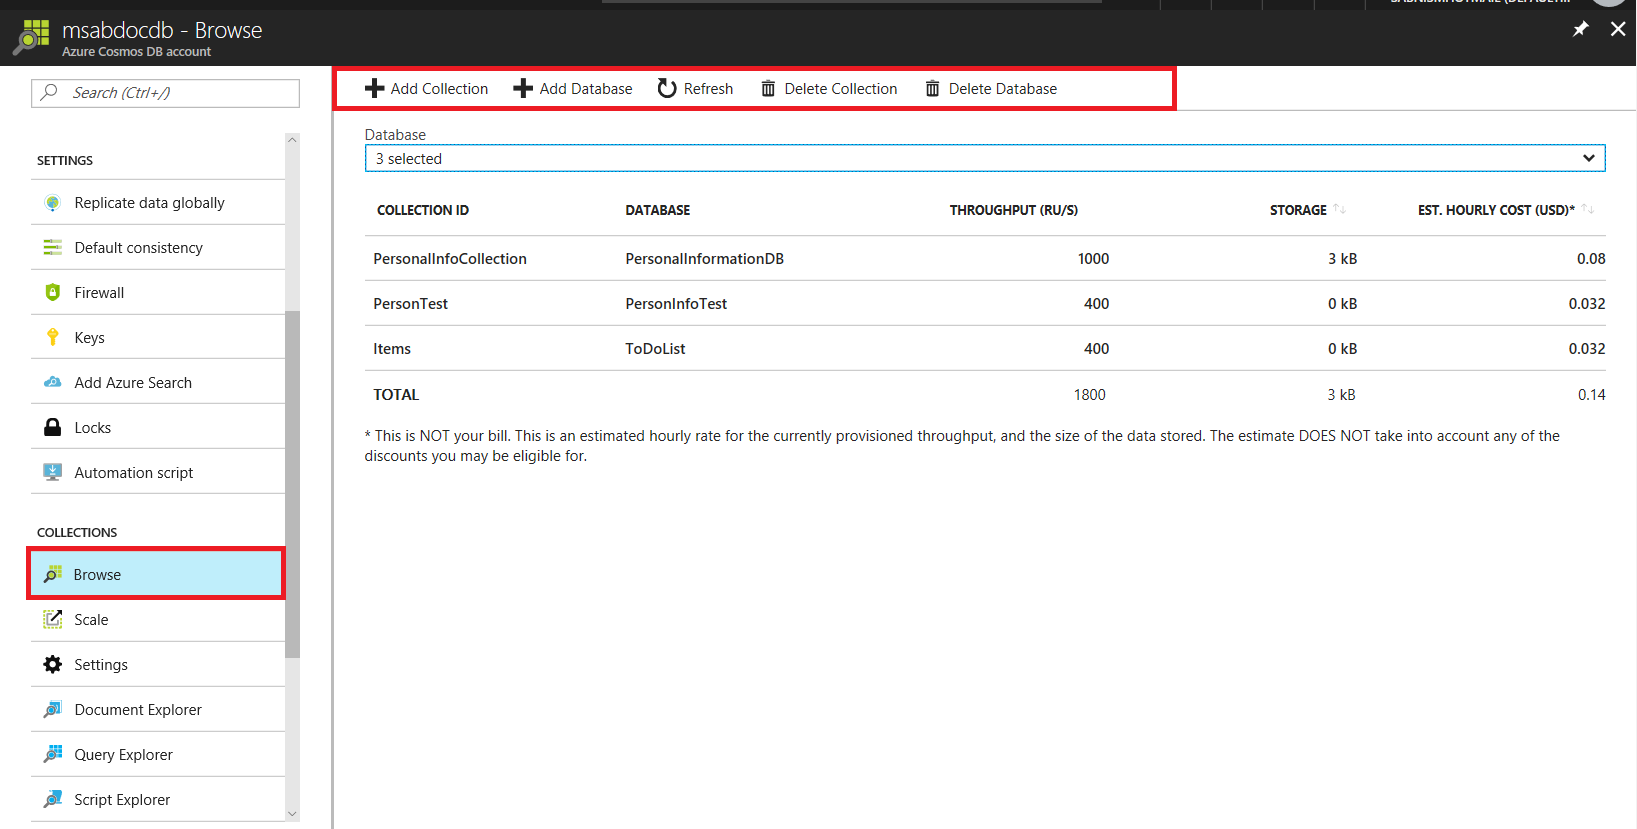 msabdocdb - Browse
Azure Cosmos DB account
Search (Ctrl+/)
SETTINGS
Replicate data globally
Default consistency
Firewall
Keys
Add Azure Search
Locks
Automation script
COLLECTIONS
Browse
Scale
Settings
Document Explorer
Query Explorer
Script Explorer
Add Collection Add Database Refresh Delete Collection Delete Database
Database
3 selected
COLLECTION ID DATABASE THROUGHPUT (RU/S) STORAGE EST. HOURLY COST (USD)*
PersonalInfoCollection PersonalInformationDB 1000 3 kB 0.08
PersonTest PersonInfoTest 400 0 kB 0.032
Items ToDoList 400 0 kB 0.032
TOTAL 1800 3 kB 0.14
* This is NOT your bill. This is an estimated hourly rate for the currently provisioned throughput, and the size of the data stored. The estimate DOES NOT take into account any of the
discounts you may be eligible for.